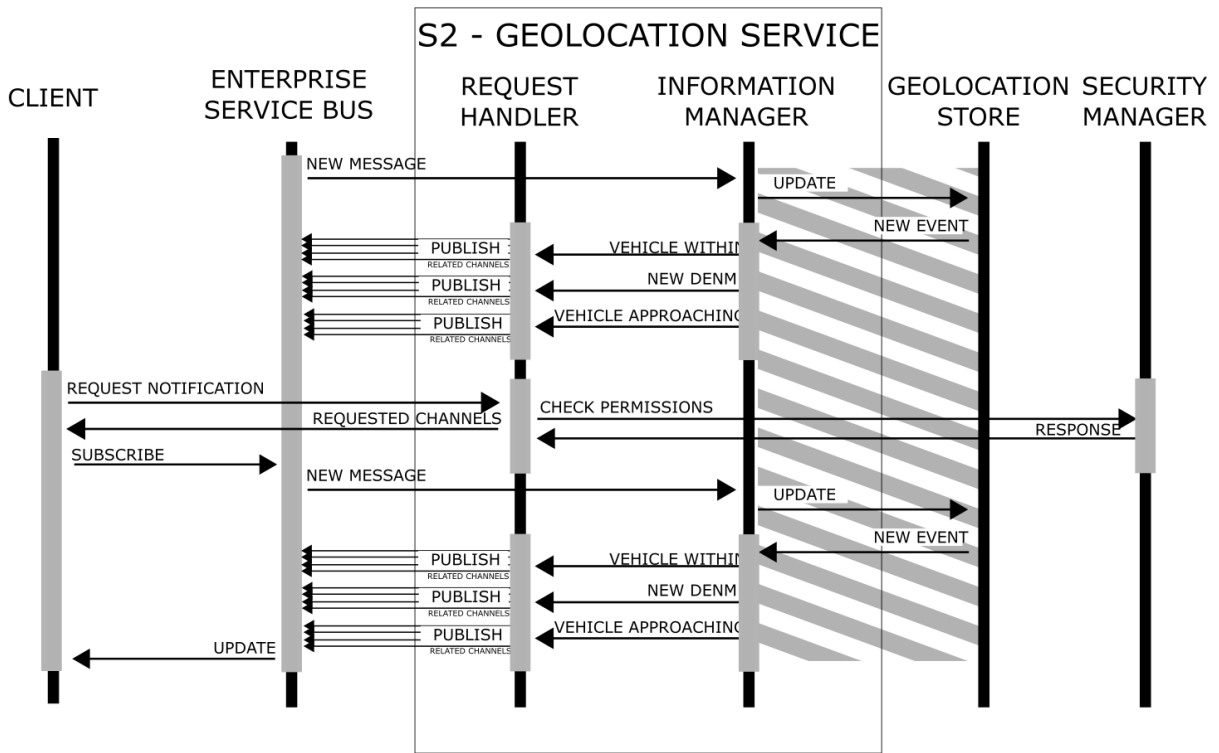 S2 - GEOLOCATION SERVICE
CLIENT
ENTERPRISE
SERVICE BUS
REQUEST
HANDLER
INFORMATION
MANAGER
GEOLOCATION
STORE
SECURITY
MANAGER
NEW MESSAGE
UPDATE
NEW EVENT
PUBLISH
VEHICLE WITHIN
RELATED CHANNELS
PUBLISH
NEW DENM
RELATED CHANNELS
PUBLISH
VEHICLE APPROACHING
RELATED CHANNELS
REQUEST NOTIFICATION
CHECK PERMISSIONS
REQUESTED CHANNELS
RESPONSE
SUBSCRIBE
NEW MESSAGE
UPDATE
NEW EVENT
PUBLISH
VEHICLE WITHIN
RELATED CHANNELS
PUBLISH
NEW DENM
RELATED CHANNELS
PUBLISH
VEHICLE APPROACHING
RELATED CHANNELS
UPDATE